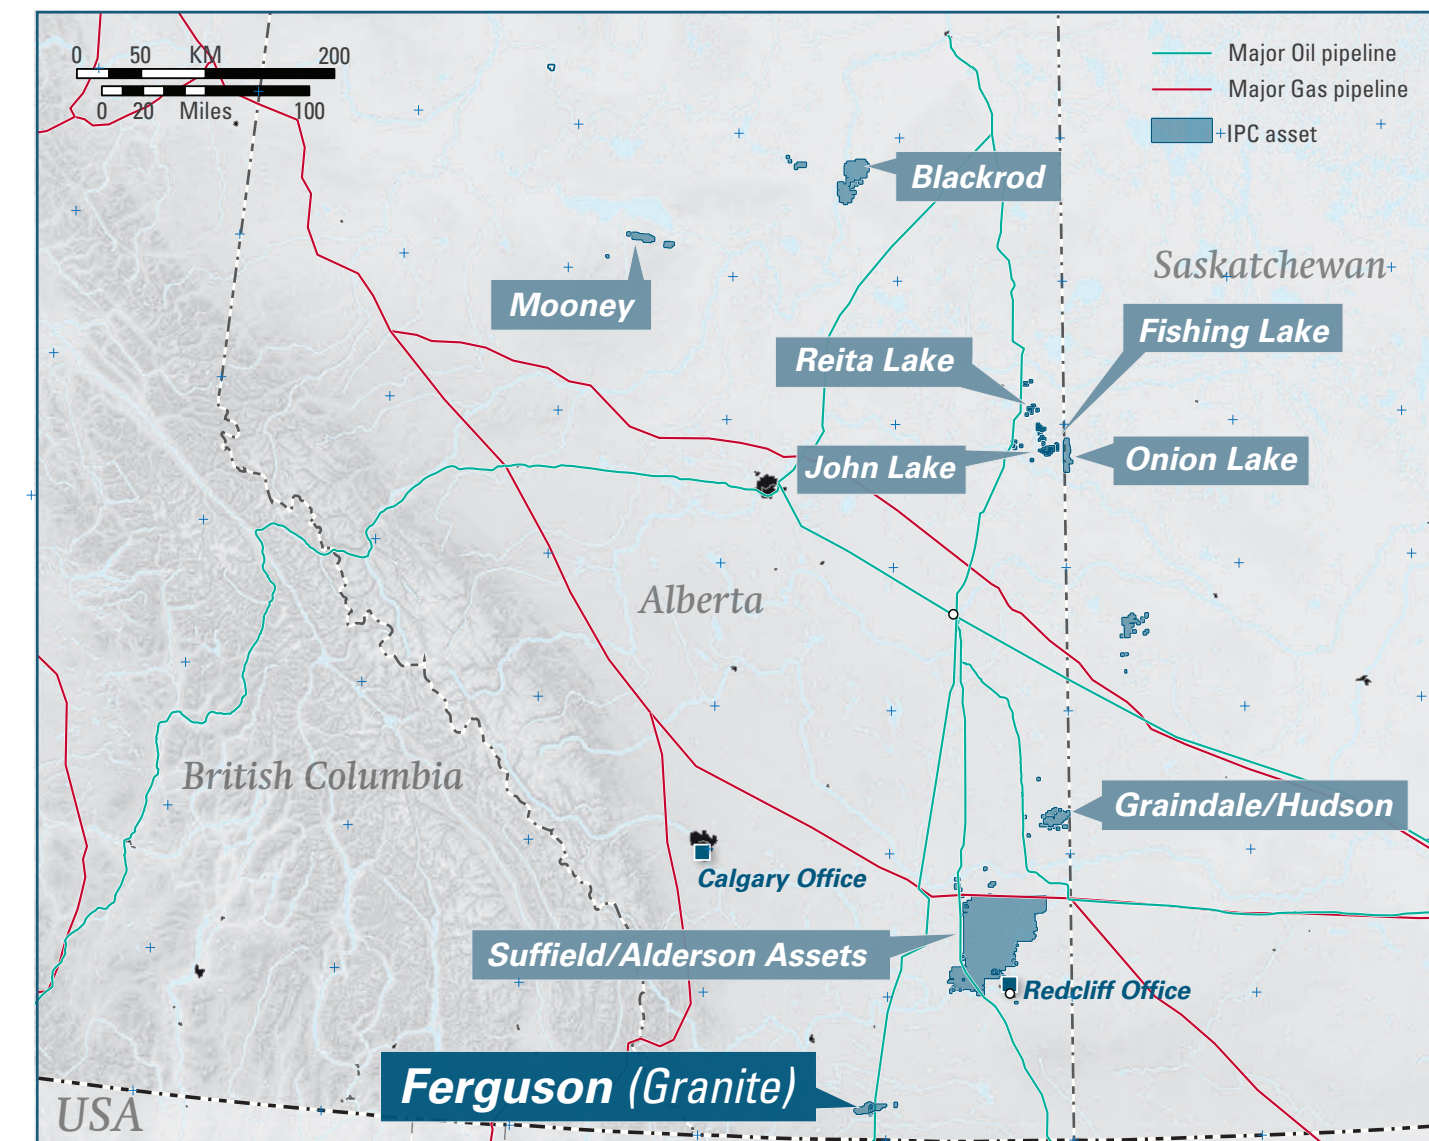 0 50 KM 200
0 20 Miles 100
Major Oil pipeline
Major Gas pipeline
IPC asset
Blackrod
Saskatchewan
Mooney
Fishing Lake
Reita Lake
John Lake
Onion Lake
Alberta
British Columbia
Graindale/Hudson
Calgary Office
Suffield/Alderson Assets
Redcliff Office
Ferguson (Granite)
USA